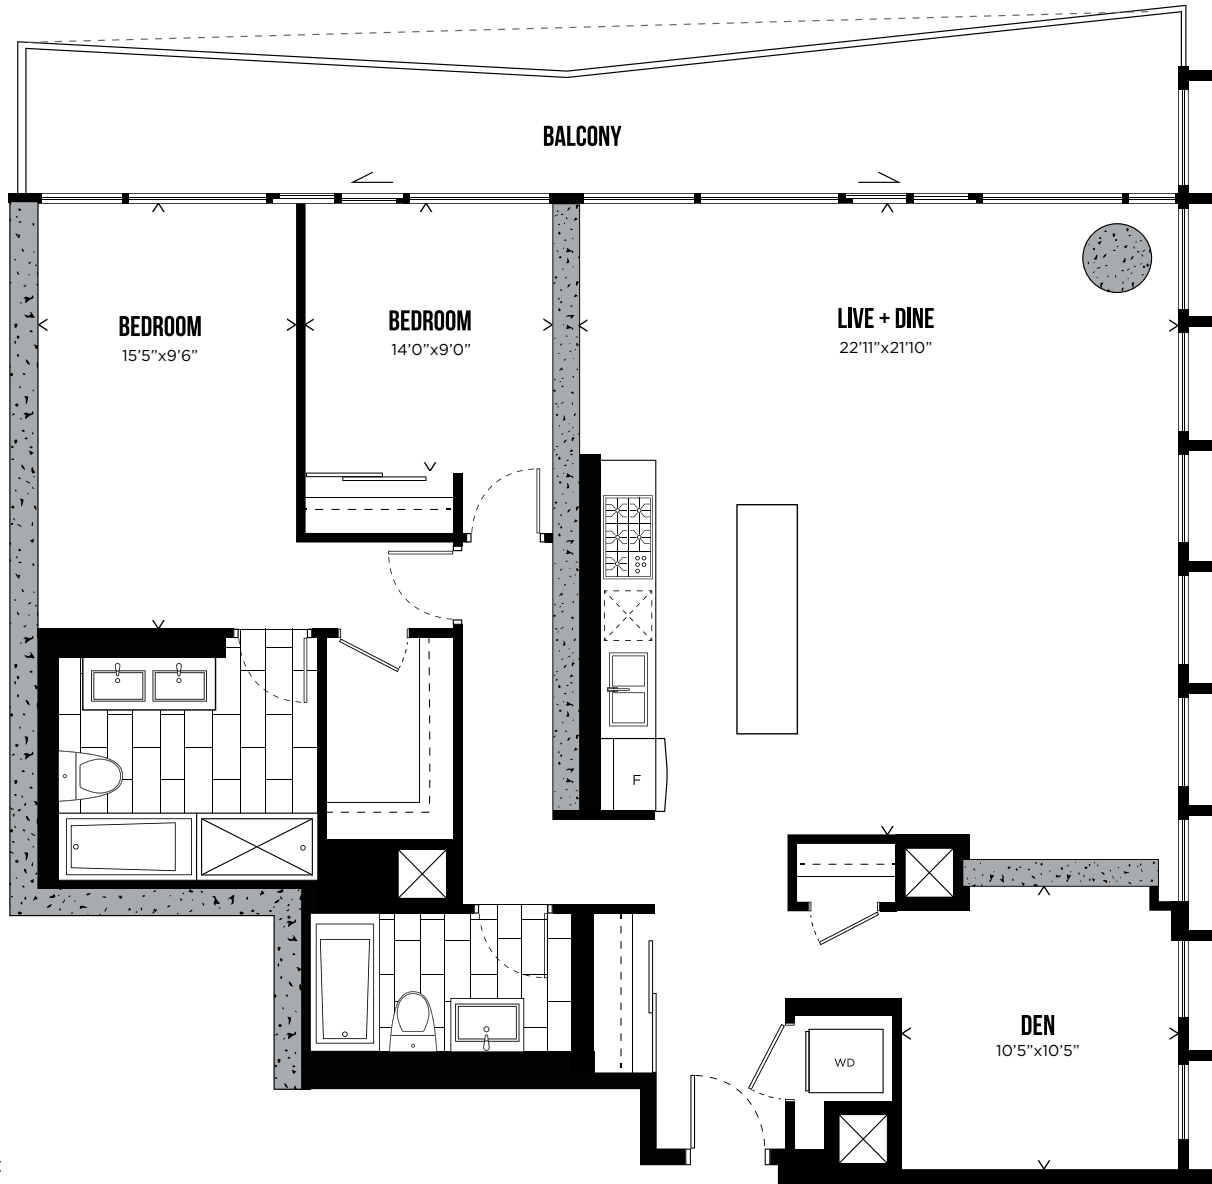 BALCONY
BEDROOM
15'5”x9'6”
BEDROOM
14'0”x9'0”
LIVE + DINE
22'11”x21'10”
F
DEN
10'5”x10'5”
WD